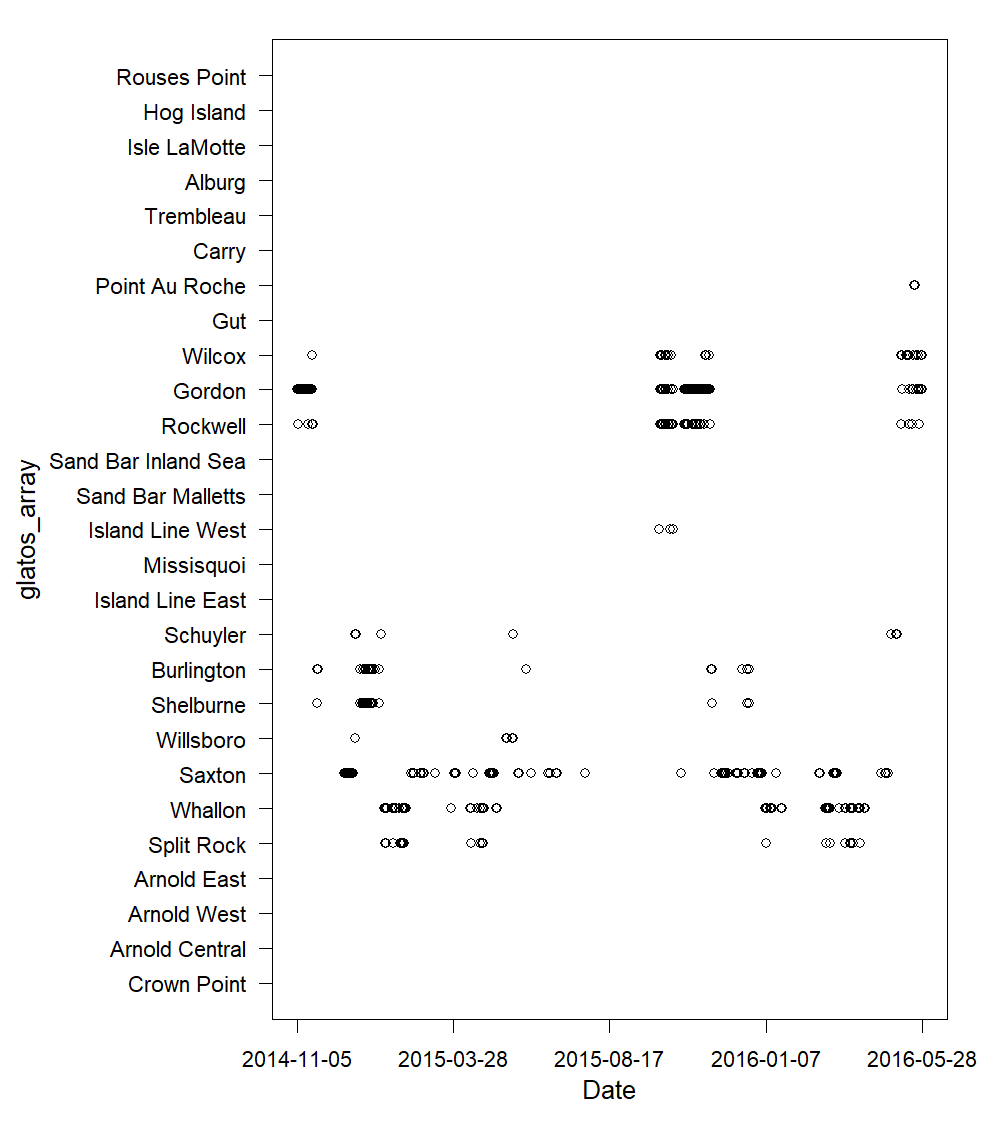 Rouses Point
Hog Island
Isle LaMotte
Alburg
Trembleau
Carry
Point Au Roche
Gut
Wilcox
Gordon
Rockwell
Sand Bar Inland Sea
Sand Bar Malletts
Island Line West
Missisquoi
Island Line East
Schuyler
Burlington
Shelburne
Willsboro
Saxton
Whallon
Split Rock
Arnold East
Arnold West
Arnold Central
Crown Point
glatos_array
2014-11-05 2015-03-28 2015-08-17 2016-01-07 2016-05-28
Date